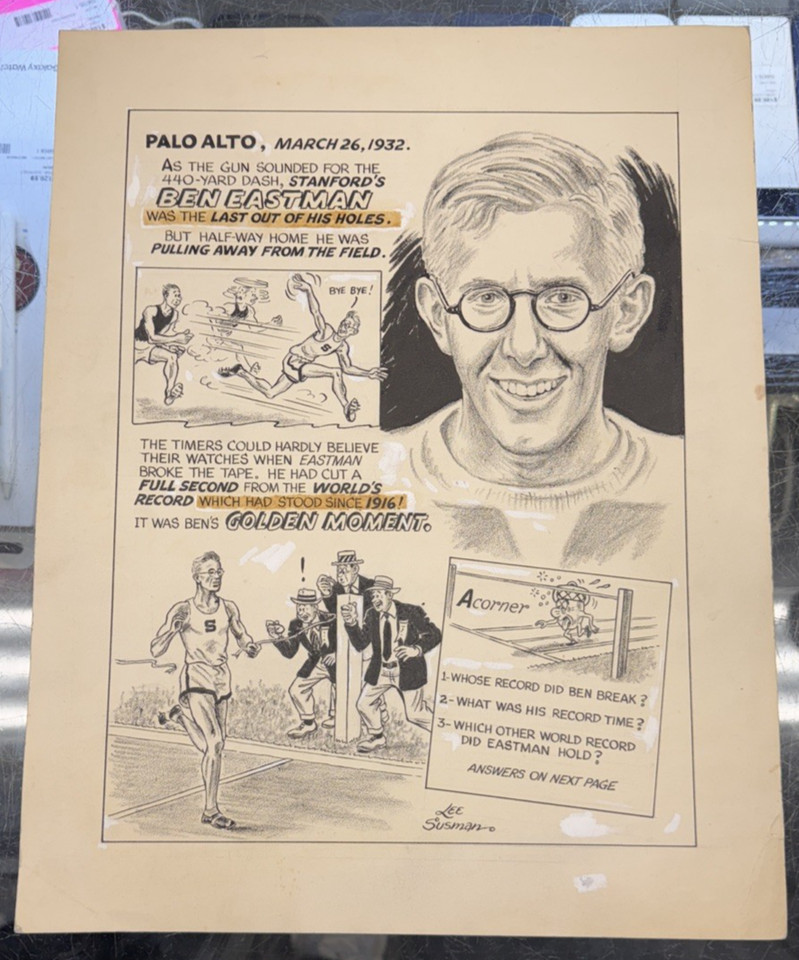 PALO ALTO, MARCH 26, 1932.
AS THE GUN SOUNDED FOR THE
440-YARD DASH, STANFORD'S
BEN EASTMAN
WAS THE LAST OUT OF HIS HOLES.
BUT HALF-WAY HOME HE WAS
PULLING AWAY FROM THE FIELD.
BYE BYE!
S
THE TIMERS COULD HARDLY BELIEVE
THEIR WATCHES WHEN EASTMAN
BROKE THE TAPE. HE HAD CUT A
FULL SECOND FROM THE WORLD'S
RECORD WHICH HAD STOOD SINCE 1916!
IT WAS BEN'S GOLDEN MOMENT.
!
S
Acorner
1-WHOSE RECORD DID BEN BREAK?
2-WHAT WAS HIS RECORD TIME?
3-WHICH OTHER WORLD RECORD
DID EASTMAN HOLD?
ANSWERS ON NEXT PAGE
LEE
SUSMAN.
Galaxy Watch